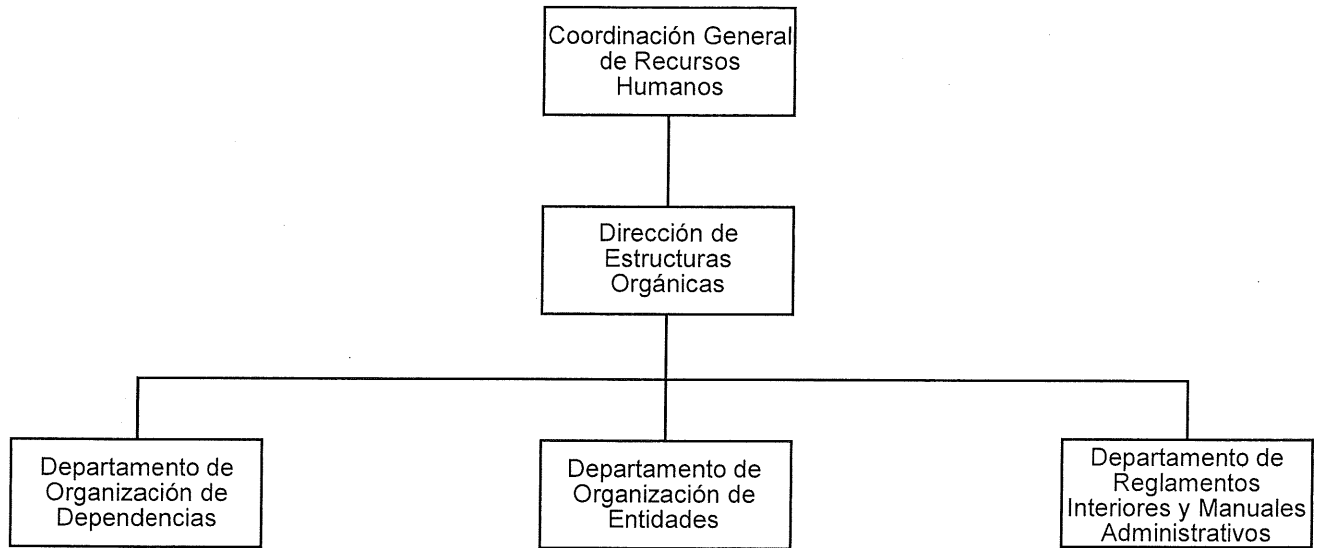 Coordinación General
de Recursos
Humanos
Dirección de
Estructuras
Orgánicas
Departamento de
Organización de
Dependencias
Departamento de
Organización de
Entidades
Departamento de
Reglamentos
Interiores y Manuales
Administrativos